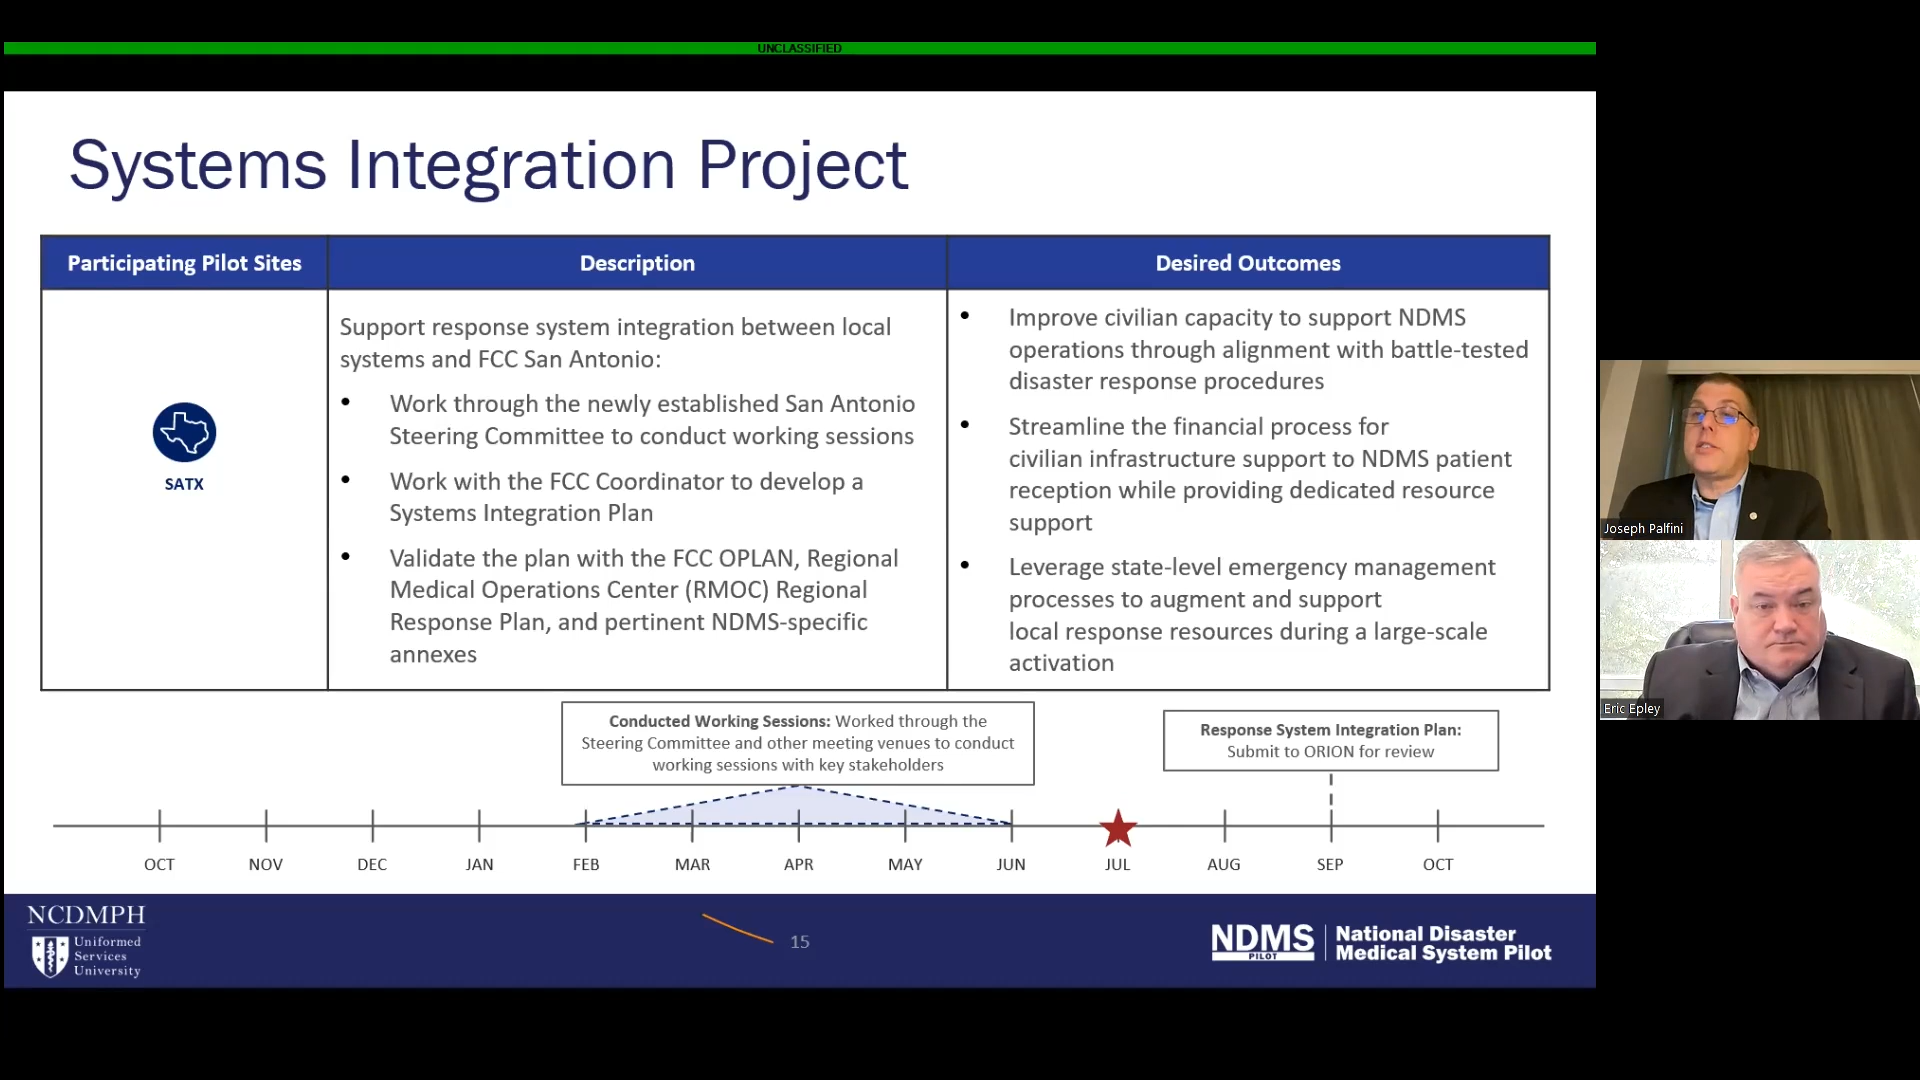 UNCLASSIFIED
Systems Integration Project
Participating Pilot Sites
Description
Desired Outcomes
SATX
Support response system integration between local
systems and FCC San Antonio:
• Work through the newly established San Antonio
Steering Committee to conduct working sessions
• Work with the FCC Coordinator to develop a
Systems Integration Plan
• Validate the plan with the FCC OPLAN, Regional
Medical Operations Center (RMOC) Regional
Response Plan, and pertinent NDMS-specific
annexes
• Improve civilian capacity to support NDMS
operations through alignment with battle-tested
disaster response procedures
• Streamline the financial process for
civilian infrastructure support to NDMS patient
reception while providing dedicated resource
support
• Leverage state-level emergency management
processes to augment and support
local response resources during a large-scale
activation
Conducted Working Sessions: Worked through the
Steering Committee and other meeting venues to conduct
working sessions with key stakeholders
Response System Integration Plan:
Submit to ORION for review
OCT
NOV
DEC
JAN
FEB
MAR
APR
MAY
JUN
JUL
AUG
SEP
OCT
NCDMPH
Uniformed
Services
University
15
NDMS
PILOT
National Disaster
Medical System Pilot
Joseph Palfini
Eric Epley